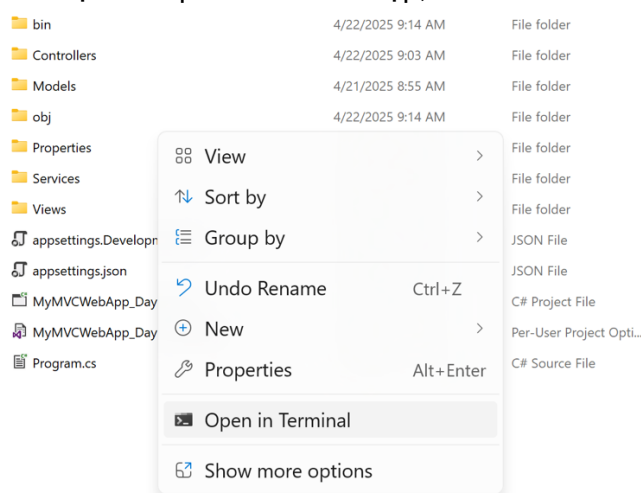 bin 4/22/2025 9:14 AM File folder
Controllers 4/22/2025 9:03 AM File folder
Models 4/21/2025 8:55 AM File folder
obj 4/22/2025 9:14 AM File folder
Properties File folder
Services File folder
Views File folder
appsettings.Developm JSON File
appsettings.json JSON File
MyMVCWebApp_Day C# Project File
MyMVCWebApp_Day Per-User Project Opti...
Program.cs C# Source File
View
Sort by
Group by
Undo Rename Ctrl+Z
New
Properties Alt+Enter
Open in Terminal
Show more options